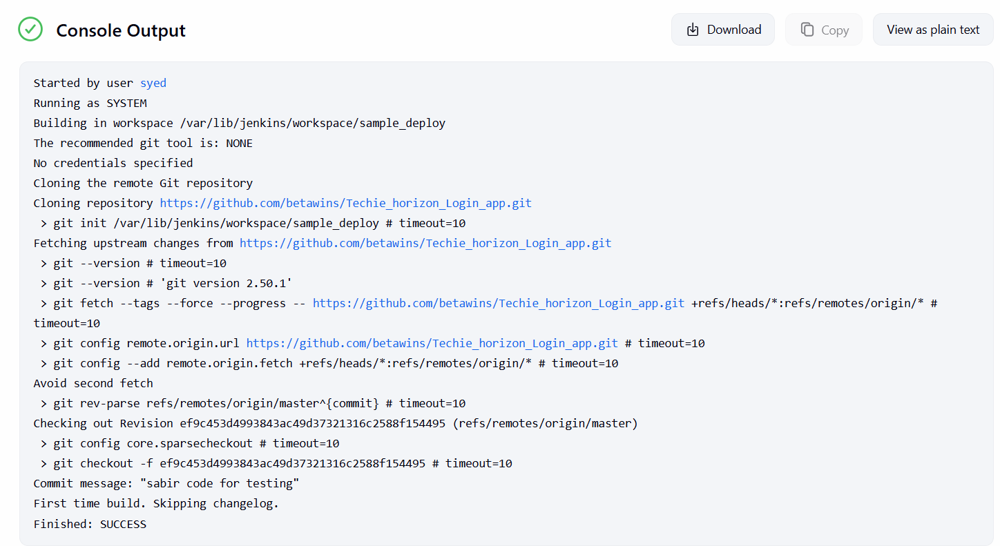 Console Output
Download
Copy
View as plain text
Started by user syed
Running as SYSTEM
Building in workspace /var/lib/jenkins/workspace/sample_deploy
The recommended git tool is: NONE
No credentials specified
Cloning the remote Git repository
Cloning repository https://github.com/betawins/Techie_horizon_Login_app.git
 > git init /var/lib/jenkins/workspace/sample_deploy # timeout=10
Fetching upstream changes from https://github.com/betawins/Techie_horizon_Login_app.git
 > git --version # timeout=10
 > git --version # 'git version 2.50.1'
 > git fetch --tags --force --progress -- https://github.com/betawins/Techie_horizon_Login_app.git +refs/heads/*:refs/remotes/origin/* #
timeout=10
 > git config remote.origin.url https://github.com/betawins/Techie_horizon_Login_app.git # timeout=10
 > git config --add remote.origin.fetch +refs/heads/*:refs/remotes/origin/* # timeout=10
Avoid second fetch
 > git rev-parse refs/remotes/origin/master^{commit} # timeout=10
Checking out Revision ef9c453d4993843ac49d37321316c2588f154495 (refs/remotes/origin/master)
 > git config core.sparsecheckout # timeout=10
 > git checkout -f ef9c453d4993843ac49d37321316c2588f154495 # timeout=10
Commit message: "sabir code for testing"
First time build. Skipping changelog.
Finished: SUCCESS